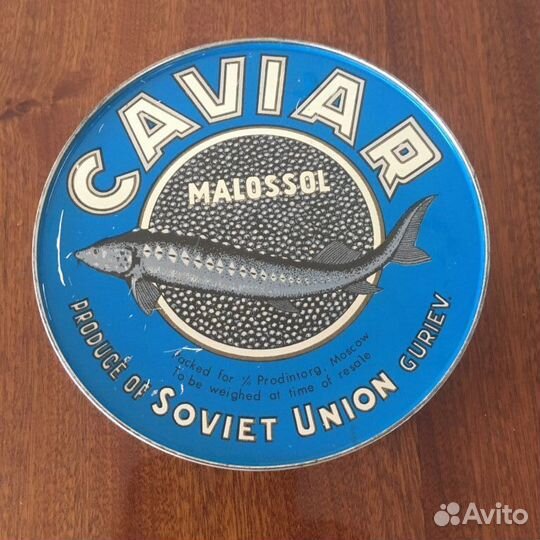 CAVIAR
MALOSSOL
Packed for V/o Prodintorg, Moscow
To be weighed at time of resale
PRODUCE OF SOVIET UNION GURIEV.
Avito